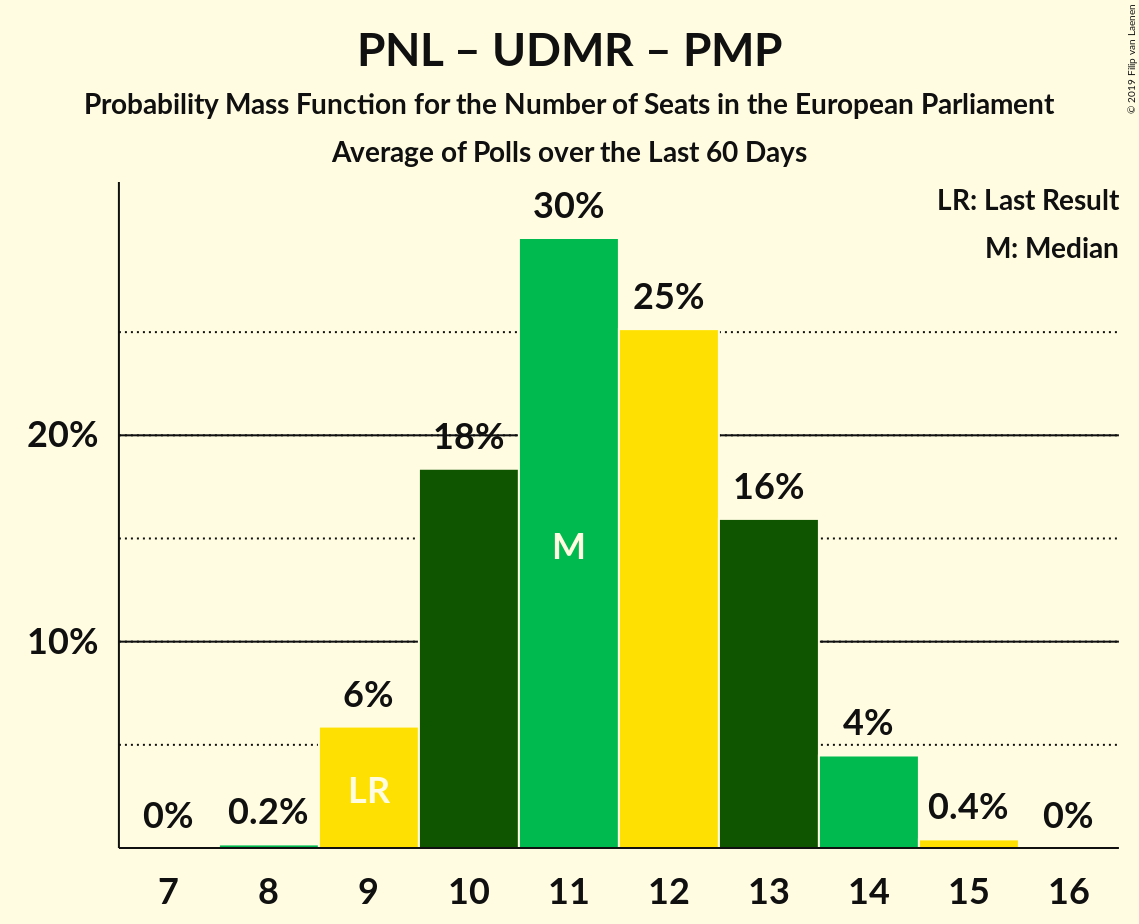 PNL – UDMR – PMP
Probability Mass Function for the Number of Seats in the European Parliament
Average of Polls over the Last 60 Days
© 2019 Filip van Laenen
LR: Last Result
M: Median
30%
25%
20%
18%
16%
M
10%
6%
4%
LR
0%
0.2%
0.4%
0%
7 8 9 10 11 12 13 14 15 16